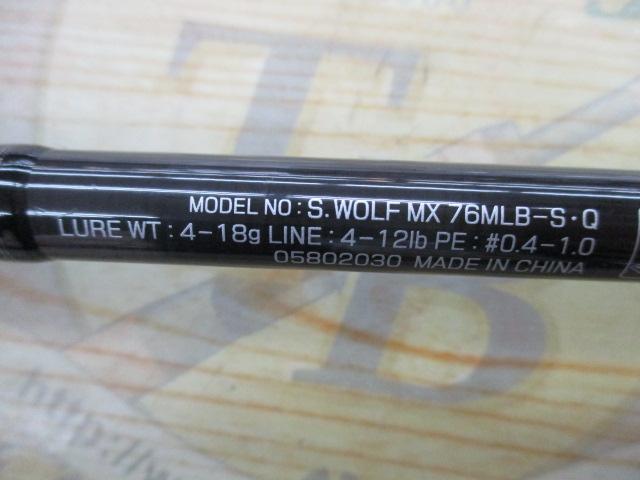 MODEL NO : S.WOLF MX 76MLB-S・Q
LURE WT : 4-18g LINE : 4-12lb PE : #0.4-1.0
05802030 MADE IN CHINA
T
B
http://w